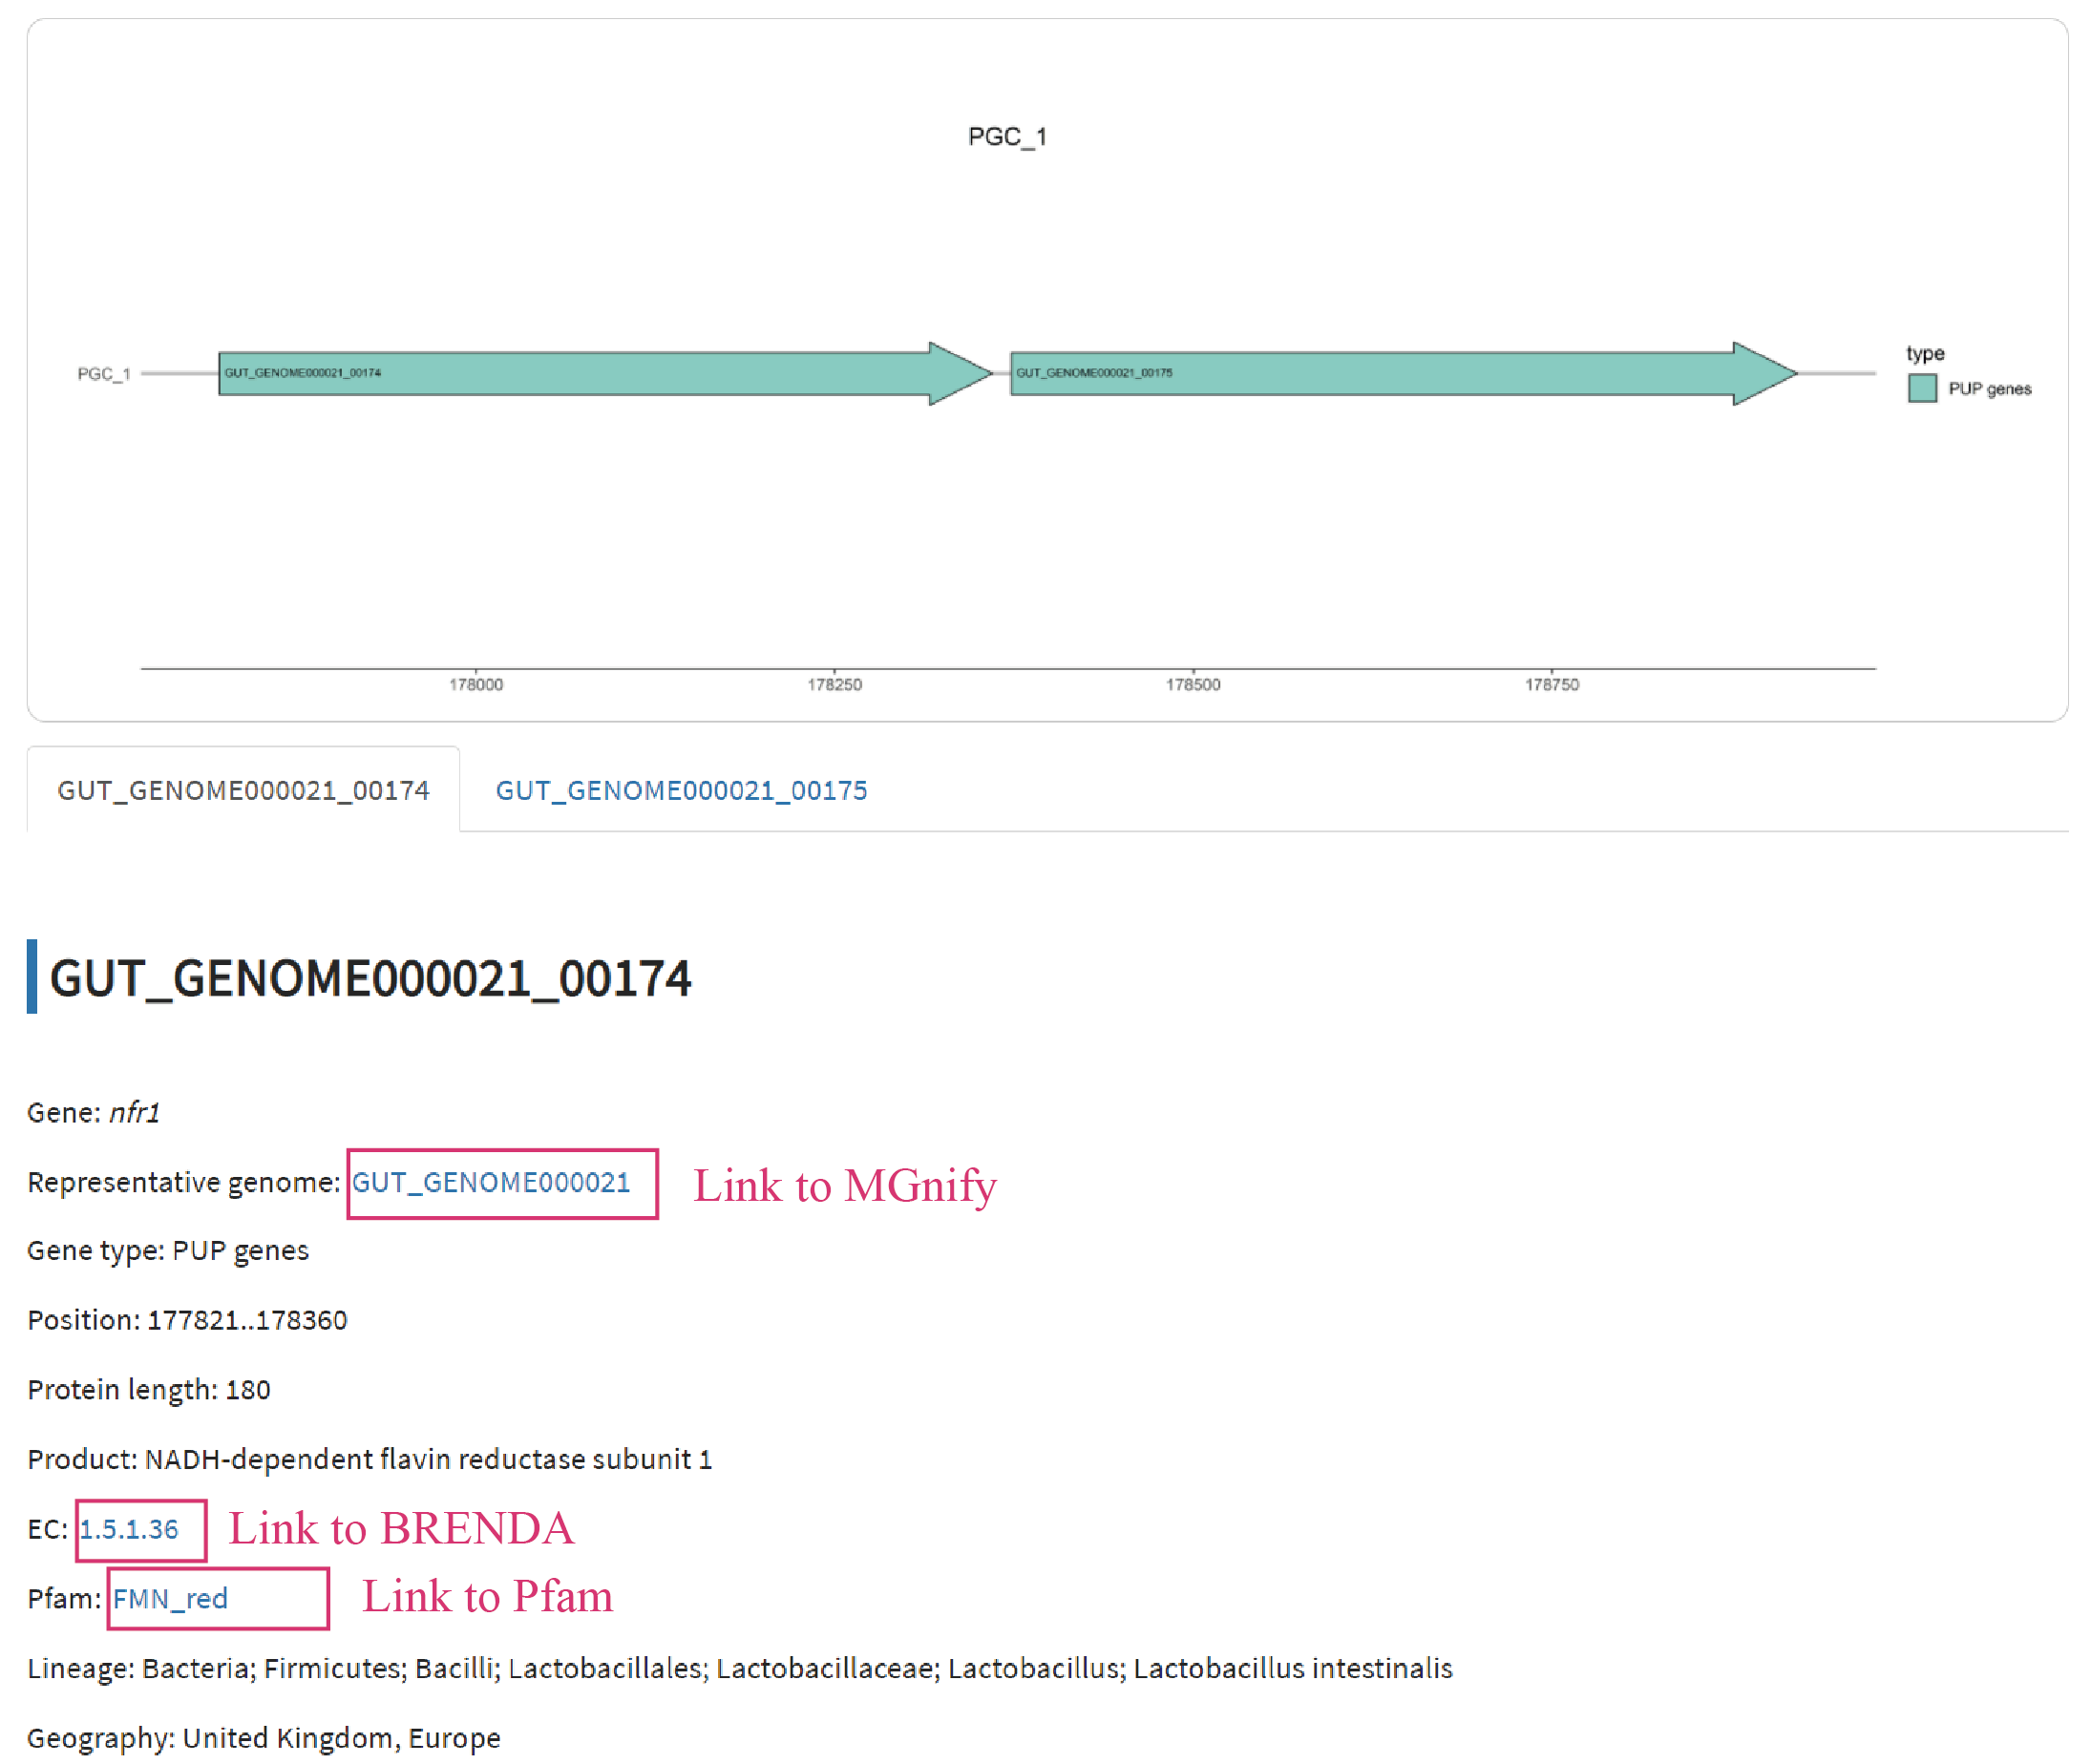 PGC_1
PGC_1
GUT_GENOME000021_00174
GUT_GENOME000021_00175
type
PUP genes
178000 178250 178500 178750
GUT_GENOME000021_00174 GUT_GENOME000021_00175
GUT_GENOME000021_00174
Gene: nfr1
Representative genome: GUT_GENOME000021 Link to MGnify
Gene type: PUP genes
Position: 177821..178360
Protein length: 180
Product: NADH-dependent flavin reductase subunit 1
EC: 1.5.1.36 Link to BRENDA
Pfam: FMN_red Link to Pfam
Lineage: Bacteria; Firmicutes; Bacilli; Lactobacillales; Lactobacillaceae; Lactobacillus; Lactobacillus intestinalis
Geography: United Kingdom, Europe